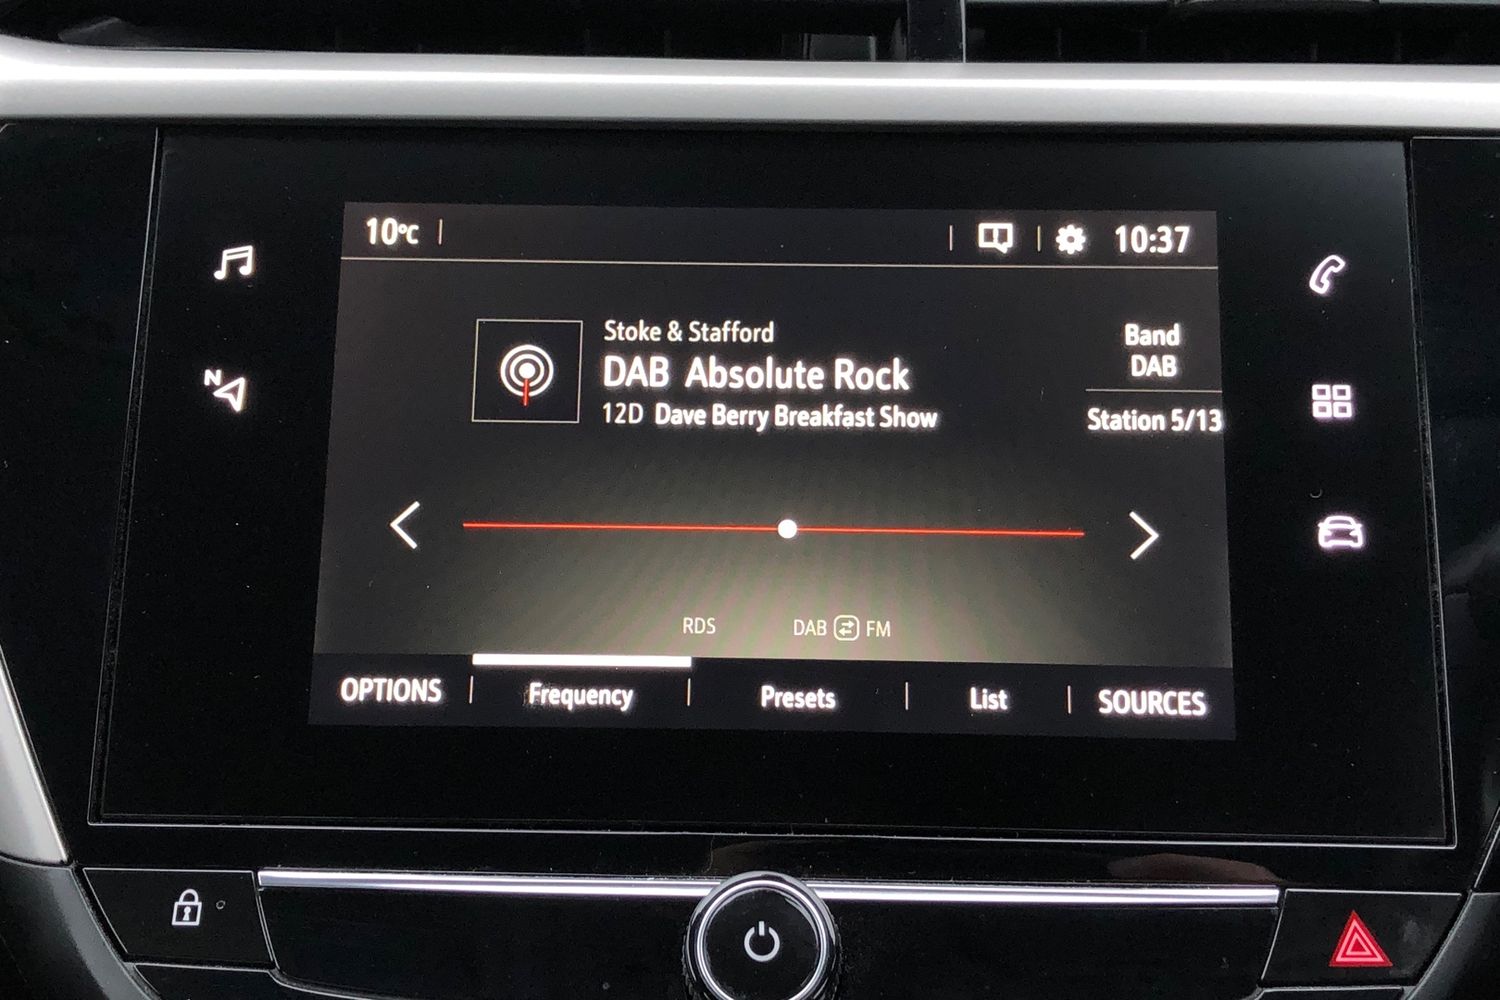 10°C
10:37
N
Stoke & Stafford
DAB Absolute Rock
12D Dave Berry Breakfast Show
Band
DAB
Station 5/13
RDS
DAB FM
OPTIONS
Frequency
Presets
List
SOURCES